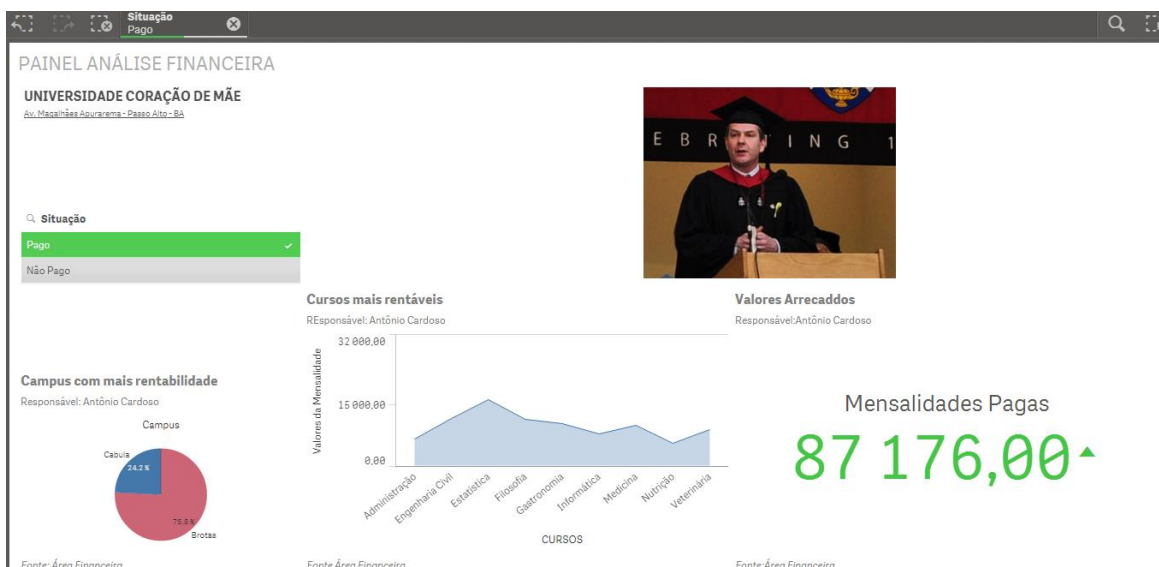 Situação
Pago
PAINEL ANÁLISE FINANCEIRA
UNIVERSIDADE CORAÇÃO DE MÃE
Av. Magalhães Apurarema - Passo Alto - BA
E B R I N G 1
Situação
Pago
Não Pago
Cursos mais rentáveis
REsponsável: Antônio Cardoso
Valores da Mensalidade
32 000,00
15 000,00
0,00
Administração
Engenharia Civil
Estatística
Filosofia
Gastronomia
Informática
Medicina
Nutrição
Veterinária
CURSOS
Valores Arrecaddos
Responsável:Antônio Cardoso
Mensalidades Pagas
87 176,00
Campus com mais rentabilidade
Responsável: Antônio Cardoso
Campus
Cabula
24.2 %
75.8 %
Brotas
Fonte: Área Financeira
Fonte Área Financeira
Fonte:Área Financeira